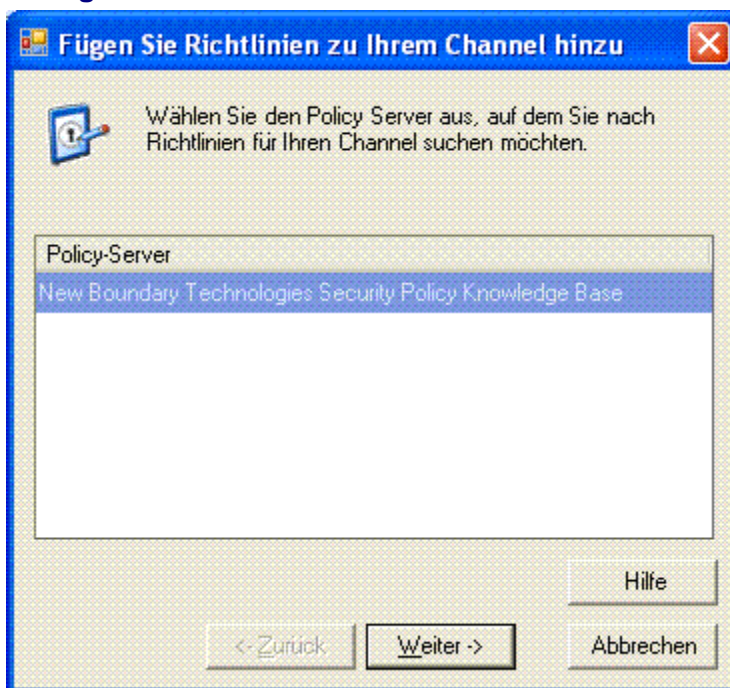 Fügen Sie Richtlinien zu Ihrem Channel hinzu
Wählen Sie den Policy Server aus, auf dem Sie nach
Richtlinien für Ihren Channel suchen möchten.
Policy-Server
New Boundary Technologies Security Policy Knowledge Base
Hilfe
<- Zurück
Weiter ->
Abbrechen